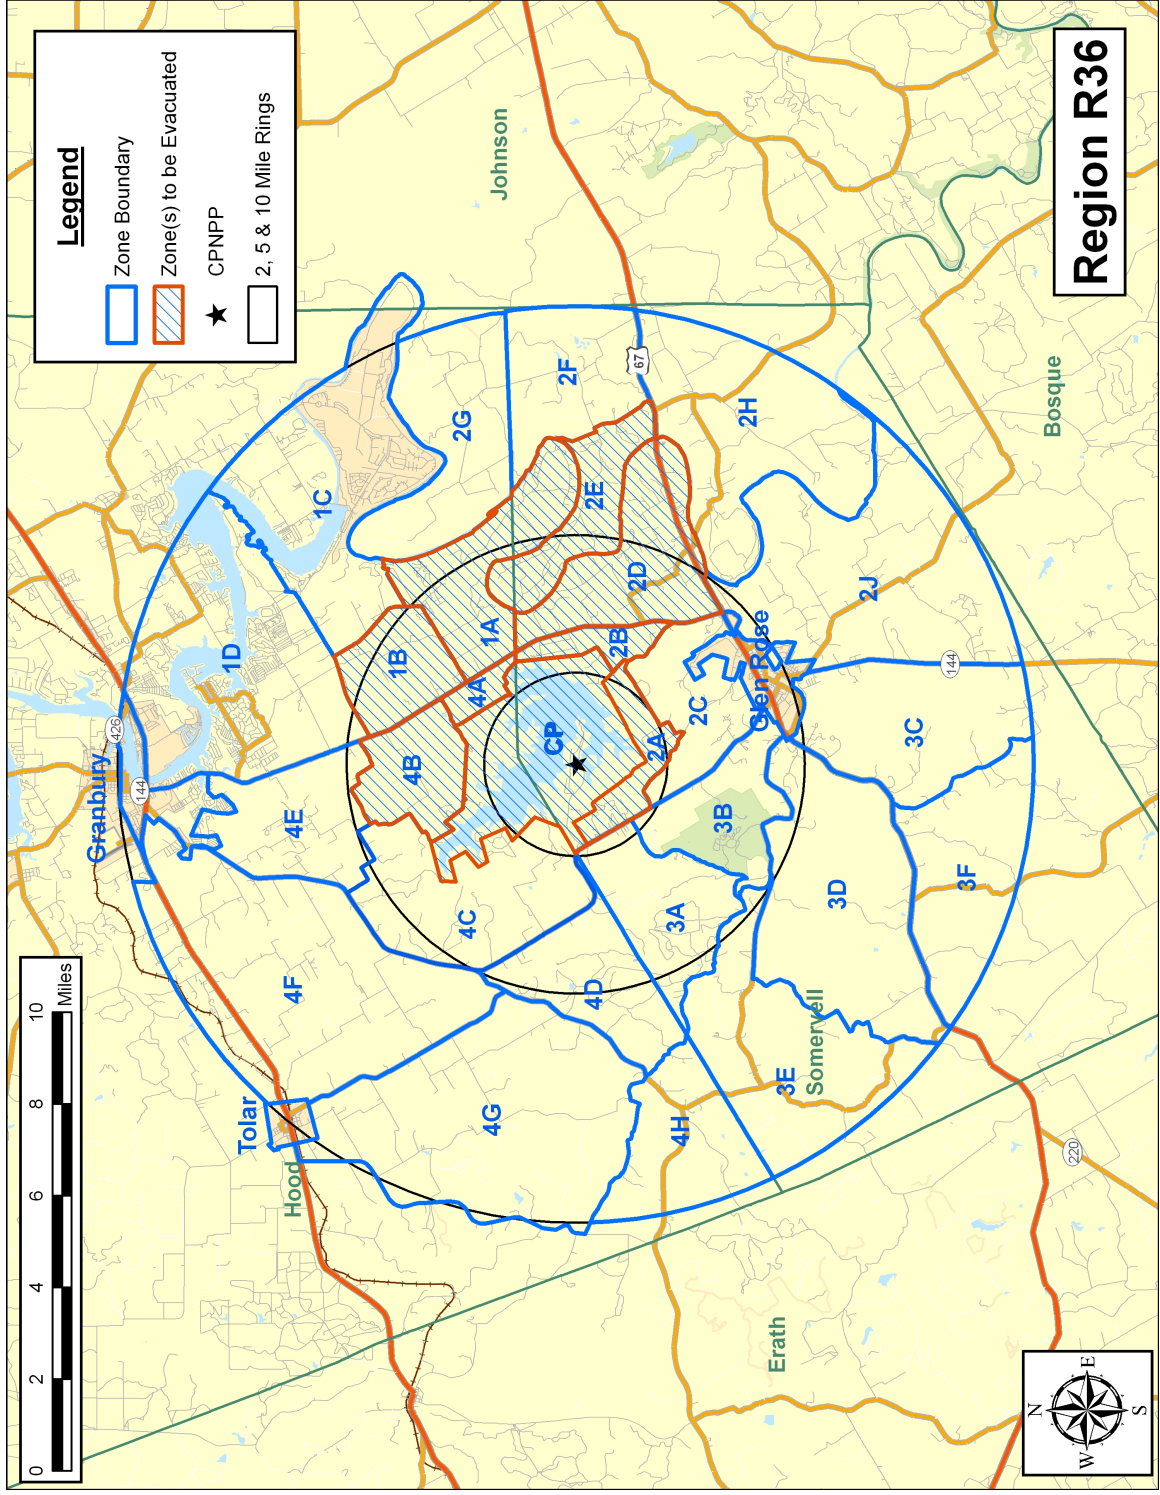 Legend
Zone Boundary
Zone(s) to be Evacuated
CPNPP
2, 5 & 10 Mile Rings
Region R36
0 2 4 6 8 10
Miles
N
W E
S
Granbury
Tolar
Glen Rose
Hood
Johnson
Bosque
Somervell
Erath
426
144
67
144
220
CP
1A
1B
1C
1D
2A
2B
2C
2D
2E
2F
2G
2H
2J
3A
3B
3C
3D
3E
3F
4A
4B
4C
4D
4E
4F
4G
4H